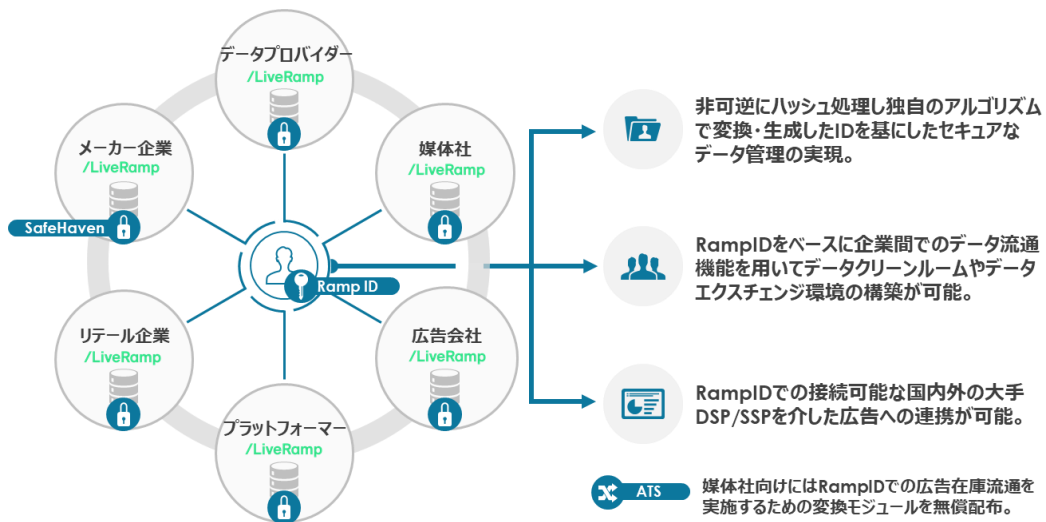 データプロバイダー
/LiveRamp
メーカー企業
/LiveRamp
媒体社
/LiveRamp
SafeHaven
Ramp ID
リテール企業
/LiveRamp
広告会社
/LiveRamp
プラットフォーマー
/LiveRamp
非可逆にハッシュ処理し独自のアルゴリズム
で変換・生成したIDを基にしたセキュアな
データ管理の実現。
RampIDをベースに企業間でのデータ流通
機能を用いてデータクリーンルームやデータ
エクスチェンジ環境の構築が可能。
RampIDでの接続可能な国内外の大手
DSP/SSPを介した広告への連携が可能。
ATS
媒体社向けにはRampIDでの広告在庫流通を
実施するための変換モジュールを無償配布。